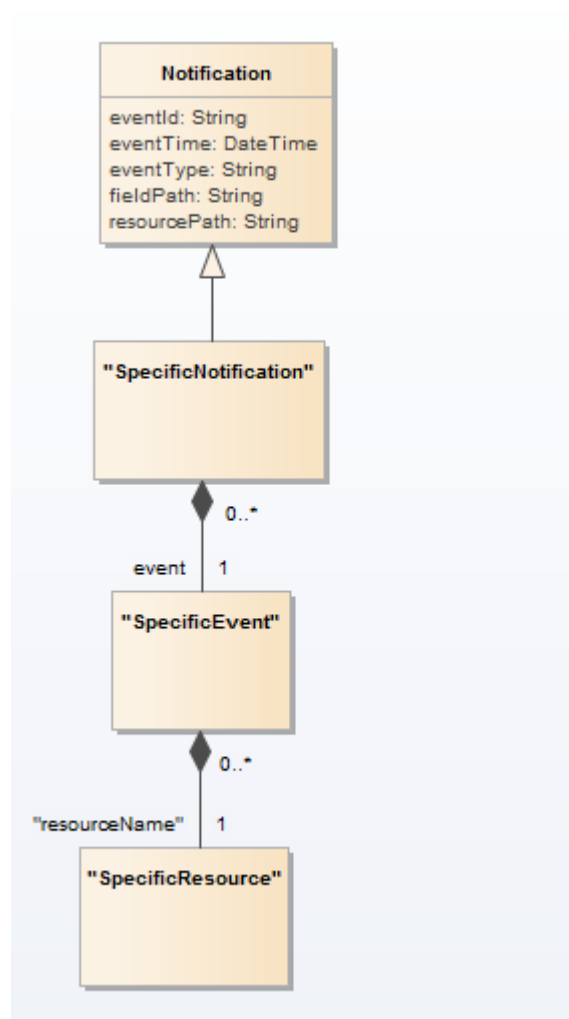 Notification
eventId: String
eventTime: DateTime
eventType: String
fieldPath: String
resourcePath: String
"SpecificNotification"
0..*
event 1
"SpecificEvent"
0..*
"resourceName" 1
"SpecificResource"